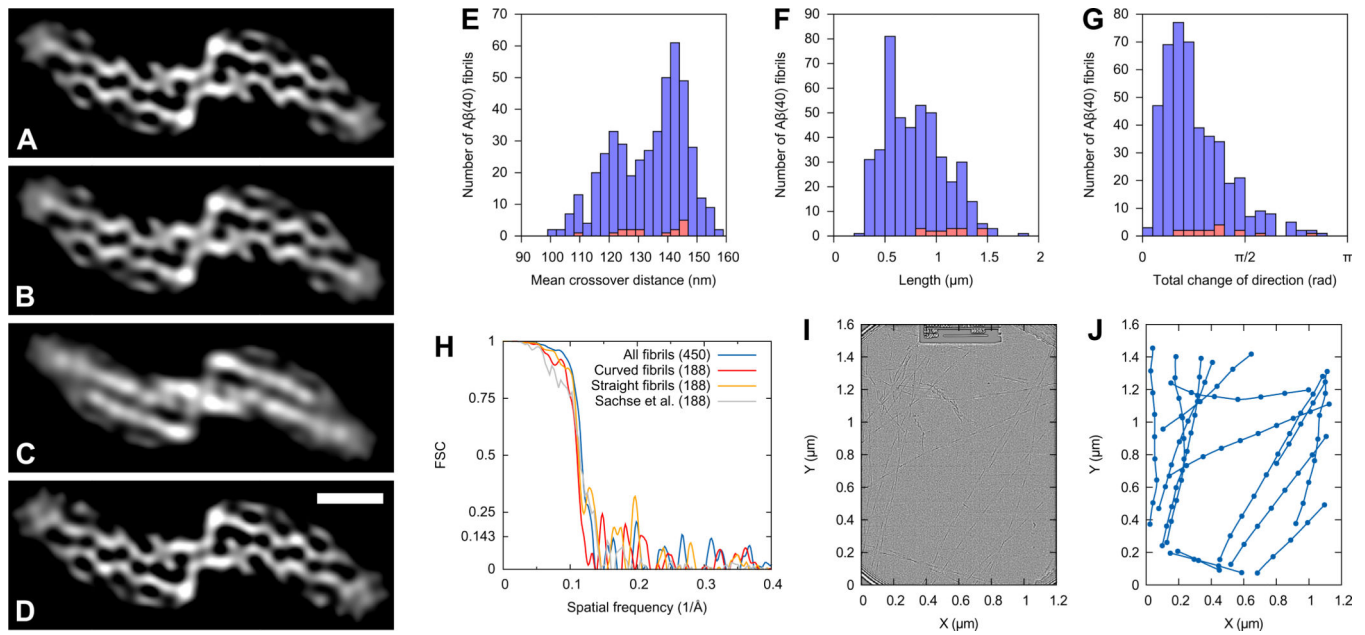 A
B
C
D
E
Number of Aβ(40) fibrils
70
60
50
40
30
20
10
0
90 100 110 120 130 140 150 160
Mean crossover distance (nm)
F
Number of Aβ(40) fibrils
90
80
70
60
50
40
30
20
10
0
0 0.5 1 1.5 2
Length (µm)
G
Number of Aβ(40) fibrils
80
70
60
50
40
30
20
10
0
0 π/2 π
Total change of direction (rad)
H
FSC
1
0.75
0.5
0.25
0.143
0
0 0.1 0.2 0.3 0.4
Spatial frequency (1/Å)
All fibrils (450)
Curved fibrils (188)
Straight fibrils (188)
Sachse et al. (188)
I
Y (µm)
1.6
1.4
1.2
1
0.8
0.6
0.4
0.2
0
0 0.2 0.4 0.6 0.8 1 1.2
X (µm)
J
Y (µm)
1.6
1.4
1.2
1
0.8
0.6
0.4
0.2
0
0 0.2 0.4 0.6 0.8 1 1.2
X (µm)